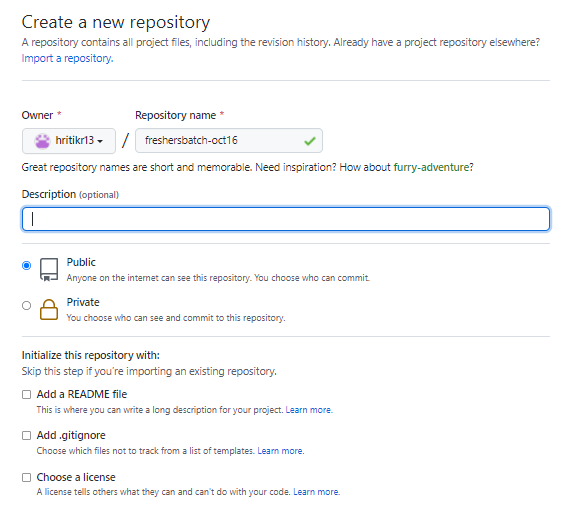 Create a new repository
A repository contains all project files, including the revision history. Already have a project repository elsewhere?
Import a repository.
Owner * Repository name *
hritikr13 / freshersbatch-oct16
Great repository names are short and memorable. Need inspiration? How about furry-adventure?
Description (optional)
Public
Anyone on the internet can see this repository. You choose who can commit.
Private
You choose who can see and commit to this repository.
Initialize this repository with:
Skip this step if you're importing an existing repository.
Add a README file
This is where you can write a long description for your project. Learn more.
Add .gitignore
Choose which files not to track from a list of templates. Learn more.
Choose a license
A license tells others what they can and can't do with your code. Learn more.